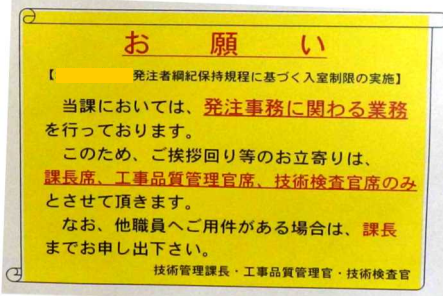 お願い
【 発注者綱紀保持規程に基づく入室制限の実施】
当課においては、発注事務に関わる業務
を行っております。
このため、ご挨拶回り等のお立寄りは、
課長席、工事品質管理官席、技術検査官席のみ
とさせて頂きます。
なお、他職員へご用件がある場合は、課長
までお申し出下さい。
技術管理課長・工事品質管理官・技術検査官